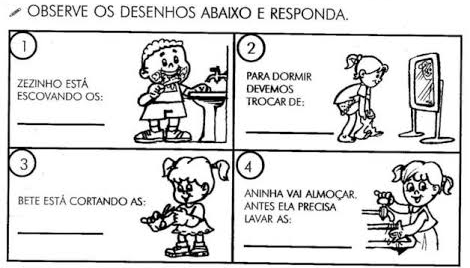 OBSERVE OS DESENHOS ABAIXO E RESPONDA.
1
ZEZINHO ESTÁ
ESCOVANDO OS:
2
PARA DORMIR
DEVEMOS
TROCAR DE:
3
BETE ESTÁ CORTANDO AS:
4
ANINHA VAI ALMOÇAR.
ANTES ELA PRECISA
LAVAR AS: